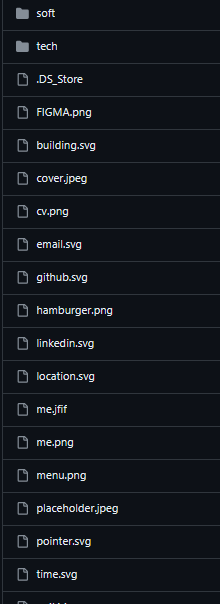 soft
tech
.DS_Store
FIGMA.png
building.svg
cover.jpeg
cv.png
email.svg
github.svg
hamburger.png
linkedin.svg
location.svg
me.jfif
me.png
menu.png
placeholder.jpeg
pointer.svg
time.svg